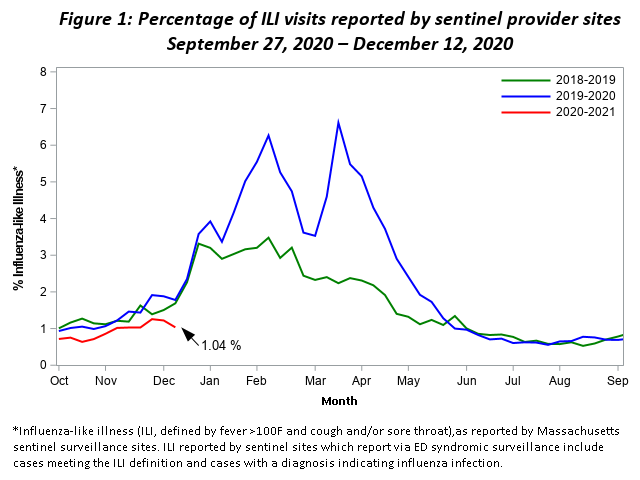 Figure 1: Percentage of ILI visits reported by sentinel provider sites
September 27, 2020 – December 12, 2020
8
7
6
5
4
3
2
1
0
% Influenza-like Illness*
2018-2019
2019-2020
2020-2021
1.04 %
Oct Nov Dec Jan Feb Mar Apr May Jun Jul Aug Sep
Month
*Influenza-like illness (ILI, defined by fever >100F and cough and/or sore throat),as reported by Massachusetts
sentinel surveillance sites. ILI reported by sentinel sites which report via ED syndromic surveillance include
cases meeting the ILI definition and cases with a diagnosis indicating influenza infection.